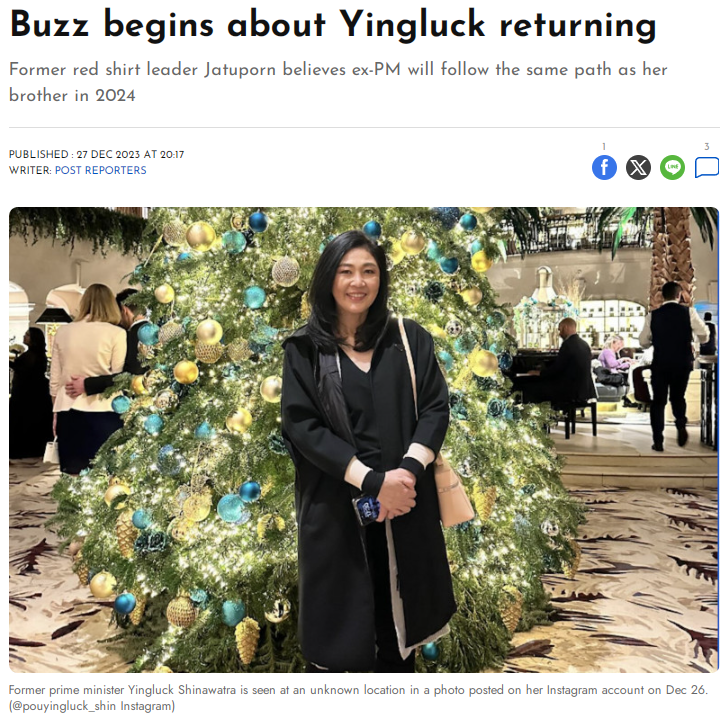 Buzz begins about Yingluck returning
Former red shirt leader Jatuporn believes ex-PM will follow the same path as her
brother in 2024
PUBLISHED : 27 DEC 2023 AT 20:17
WRITER: POST REPORTERS
1
3
f
X
LINE
Former prime minister Yingluck Shinawatra is seen at an unknown location in a photo posted on her Instagram account on Dec 26.
(@pouyingluck_shin Instagram)